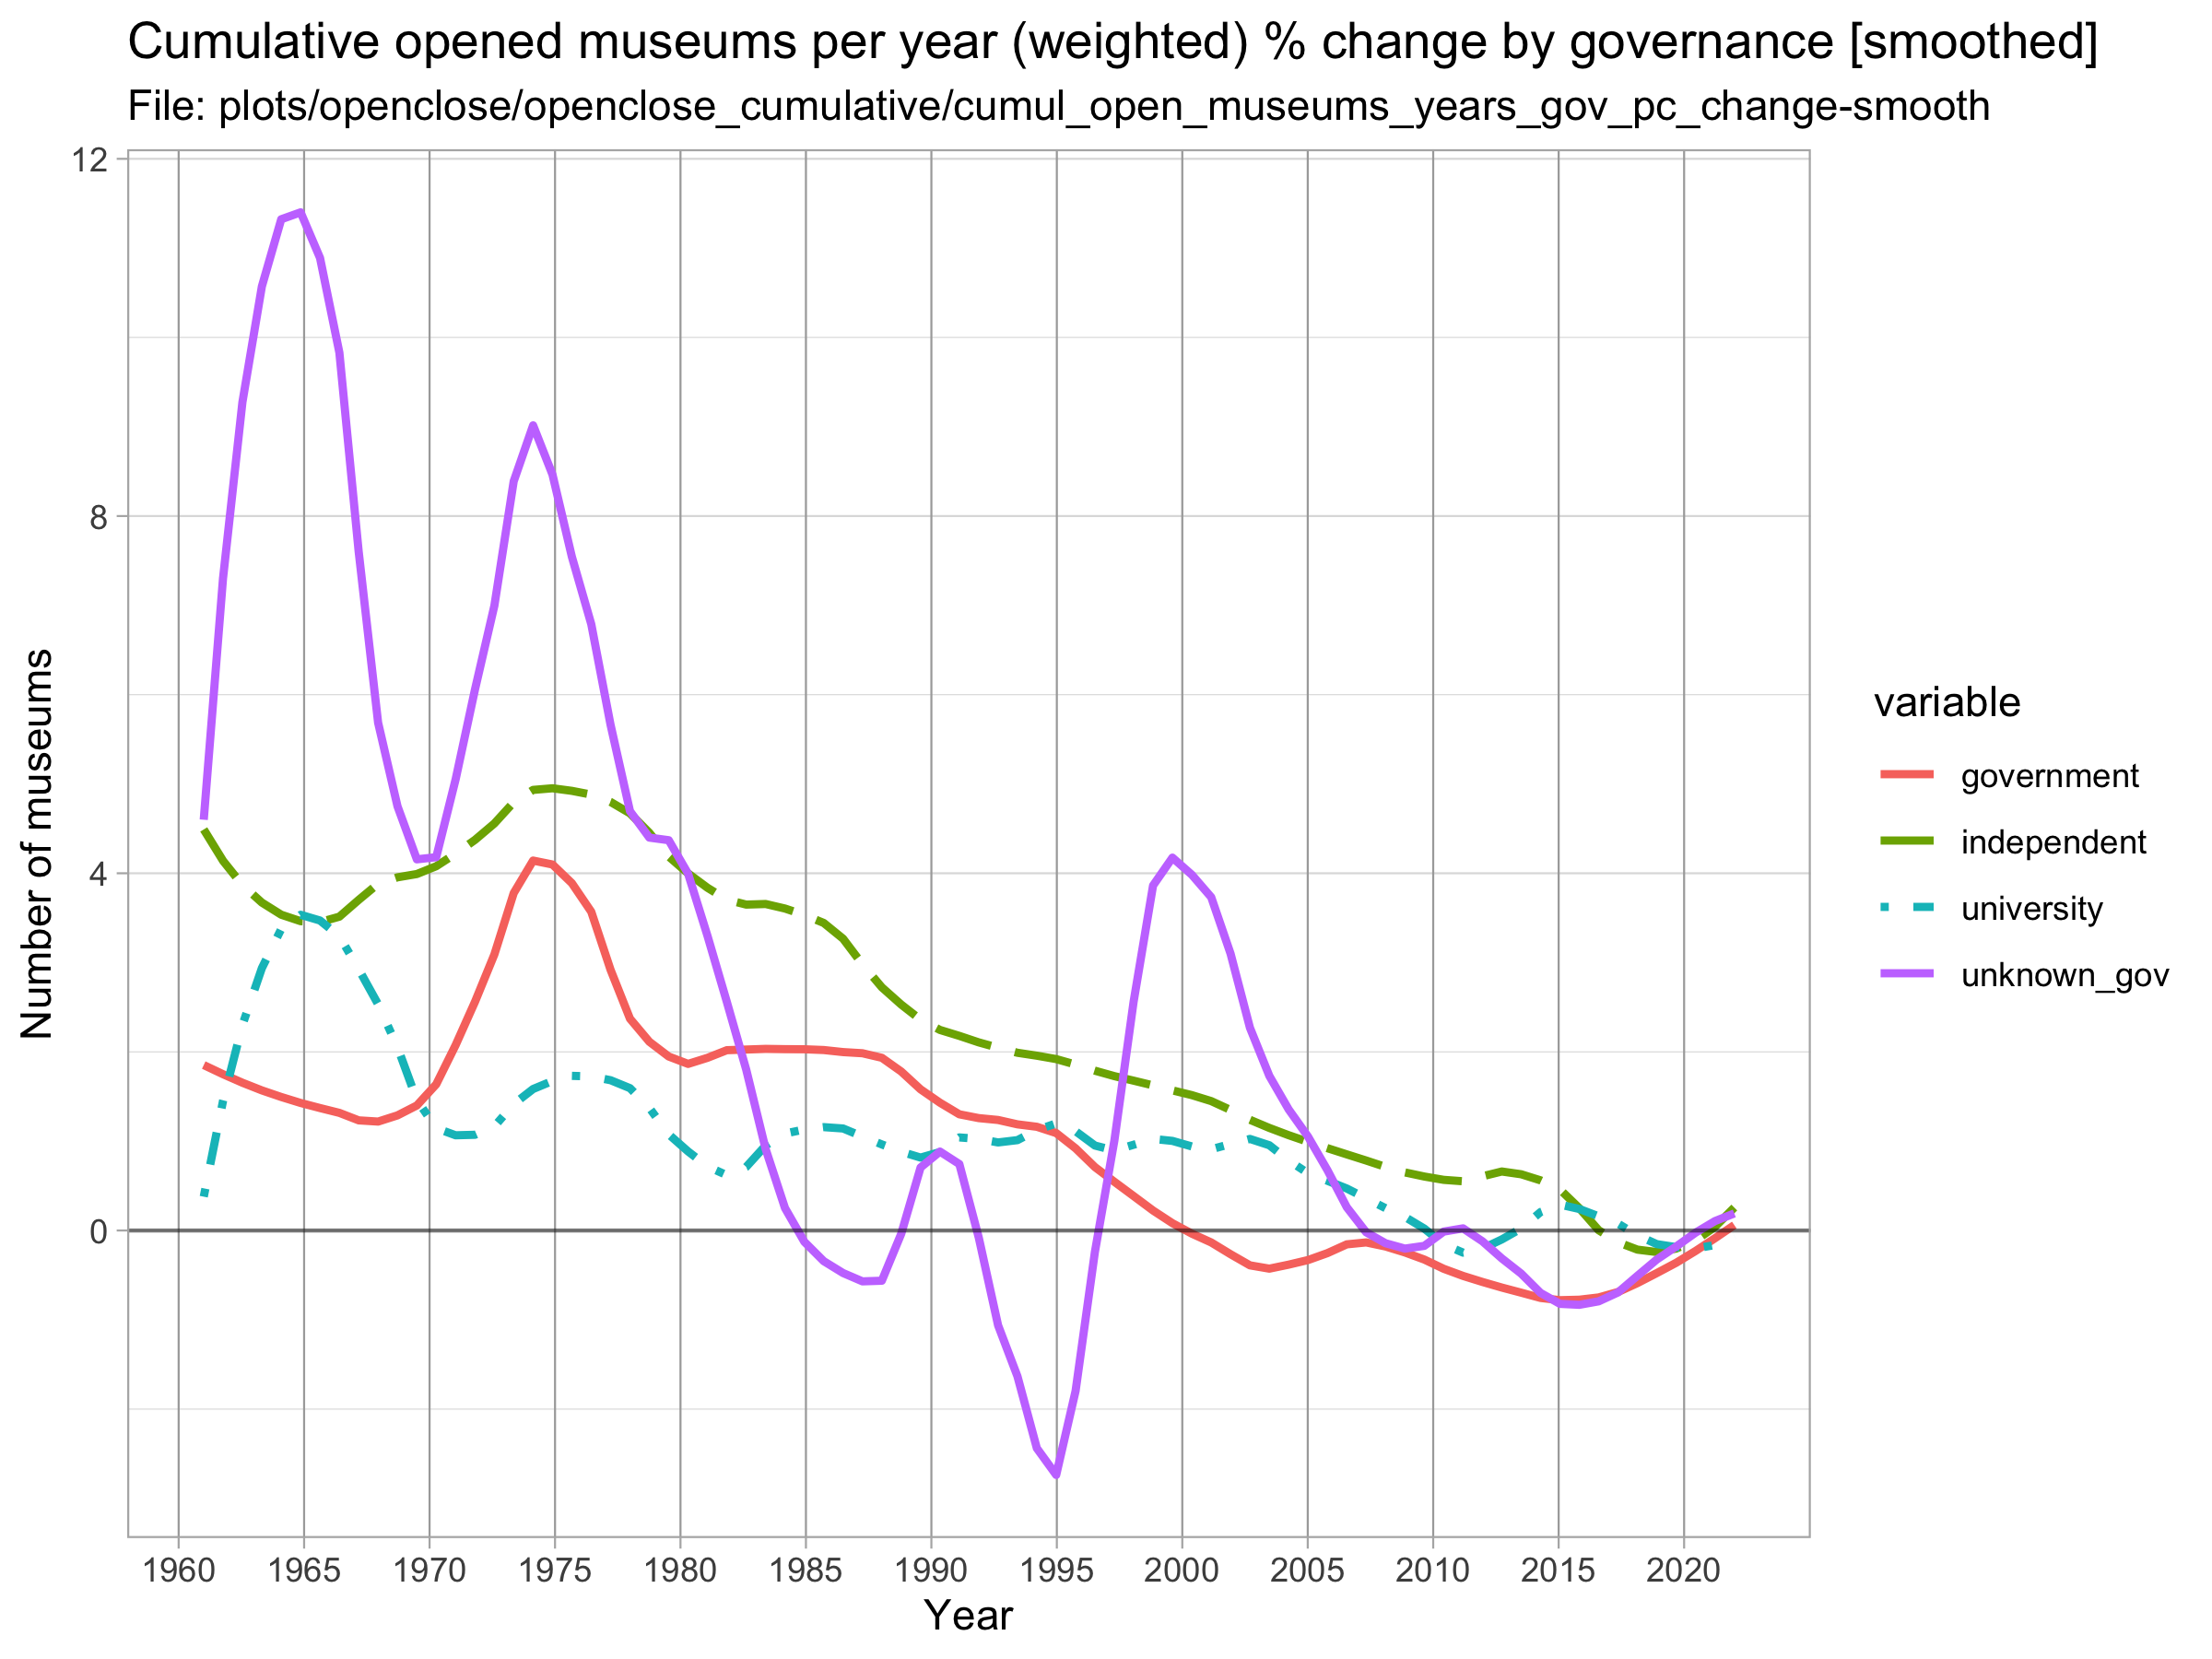 Cumulative opened museums per year (weighted) % change by governance [smoothed]
File: plots/openclose/openclose_cumulative/cumul_open_museums_years_gov_pc_change-smooth
12
8
4
0
Number of museums
1960 1965 1970 1975 1980 1985 1990 1995 2000 2005 2010 2015 2020
Year
variable
government
independent
university
unknown_gov